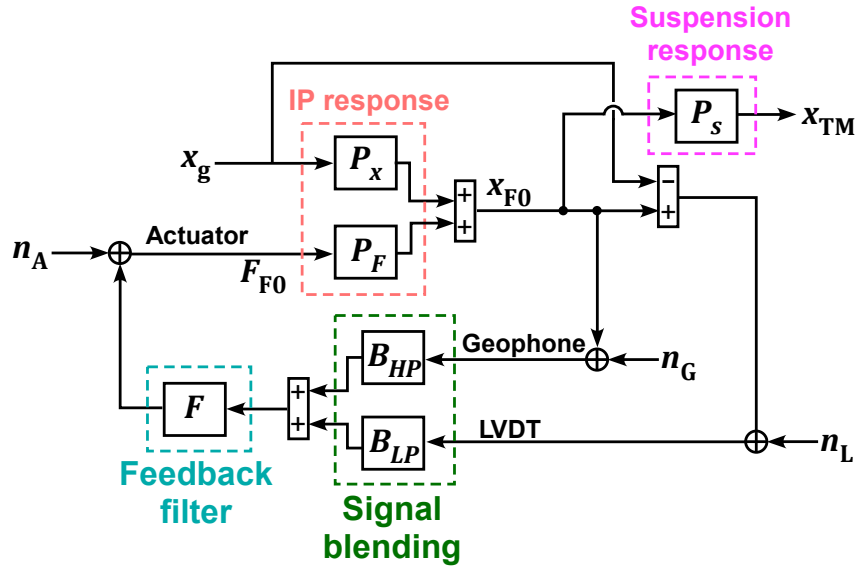 Suspension
response
IP response
x_g
P_x
P_s
x_TM
+
+
x_F0
−
+
n_A
Actuator
F_F0
P_F
F
Feedback
filter
+
+
B_HP
Geophone
n_G
B_LP
LVDT
n_L
Signal
blending